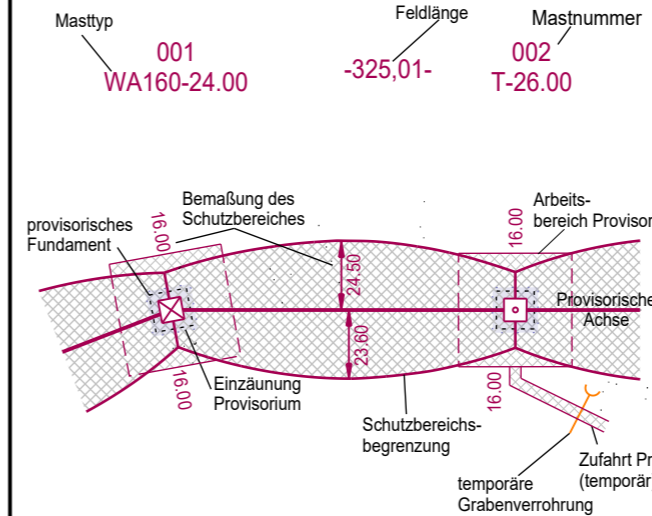 Masttyp
Feldlänge
Mastnummer
001
WA160-24.00
-325,01-
002
T-26.00
provisorisches
Fundament
16.00
Bemaßung des
Schutzbereiches
16.00
Arbeits-
bereich Provisor
24.50
23.60
Provisorische
Achse
16.00
Einzäunung
Provisorium
Schutzbereichs-
begrenzung
16.00
temporäre
Grabenverrohrung
Zufahrt Pr
(temporär